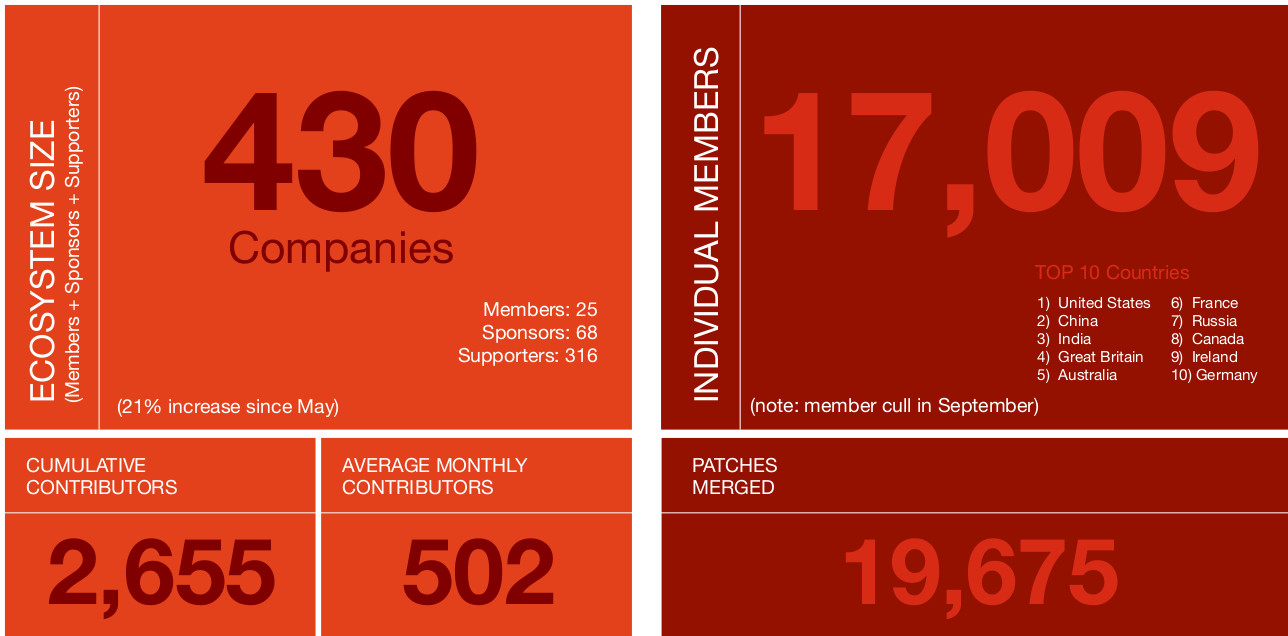 ECOSYSTEM SIZE
(Members + Sponsors + Supporters)
430
Companies
Members: 25
Sponsors: 68
Supporters: 316
(21% increase since May)
INDIVIDUAL MEMBERS
17,009
TOP 10 Countries
1) United States
2) China
3) India
4) Great Britain
5) Australia
6) France
7) Russia
8) Canada
9) Ireland
10) Germany
(note: member cull in September)
CUMULATIVE
CONTRIBUTORS
2,655
AVERAGE MONTHLY
CONTRIBUTORS
502
PATCHES
MERGED
19,675